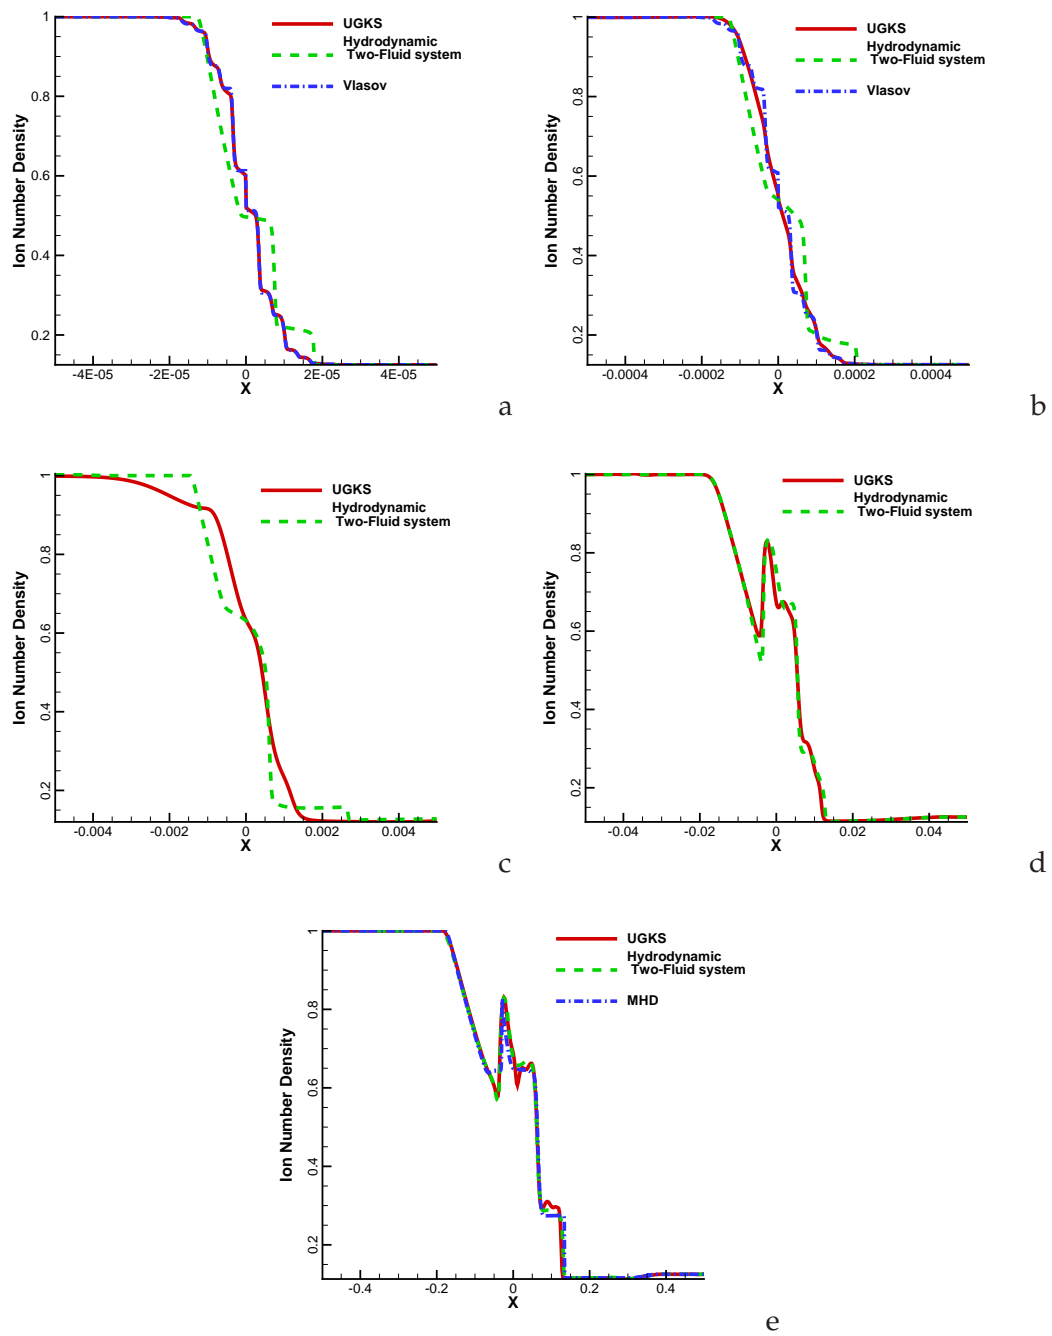 UGKS
Hydrodynamic
Two-Fluid system
Vlasov
1
0.8
0.6
0.4
0.2
Ion Number Density
-4E-05 -2E-05 0 2E-05 4E-05
X
a
UGKS
Hydrodynamic
Two-Fluid system
Vlasov
1
0.8
0.6
0.4
0.2
Ion Number Density
-0.0004 -0.0002 0 0.0002 0.0004
X
b
UGKS
Hydrodynamic
Two-Fluid system
1
0.8
0.6
0.4
0.2
Ion Number Density
-0.004 -0.002 0 0.002 0.004
X
c
UGKS
Hydrodynamic
Two-Fluid system
1
0.8
0.6
0.4
0.2
Ion Number Density
-0.04 -0.02 0 0.02 0.04
X
d
UGKS
Hydrodynamic
Two-Fluid system
MHD
1
0.8
0.6
0.4
0.2
Ion Number Density
-0.4 -0.2 0 0.2 0.4
X
e